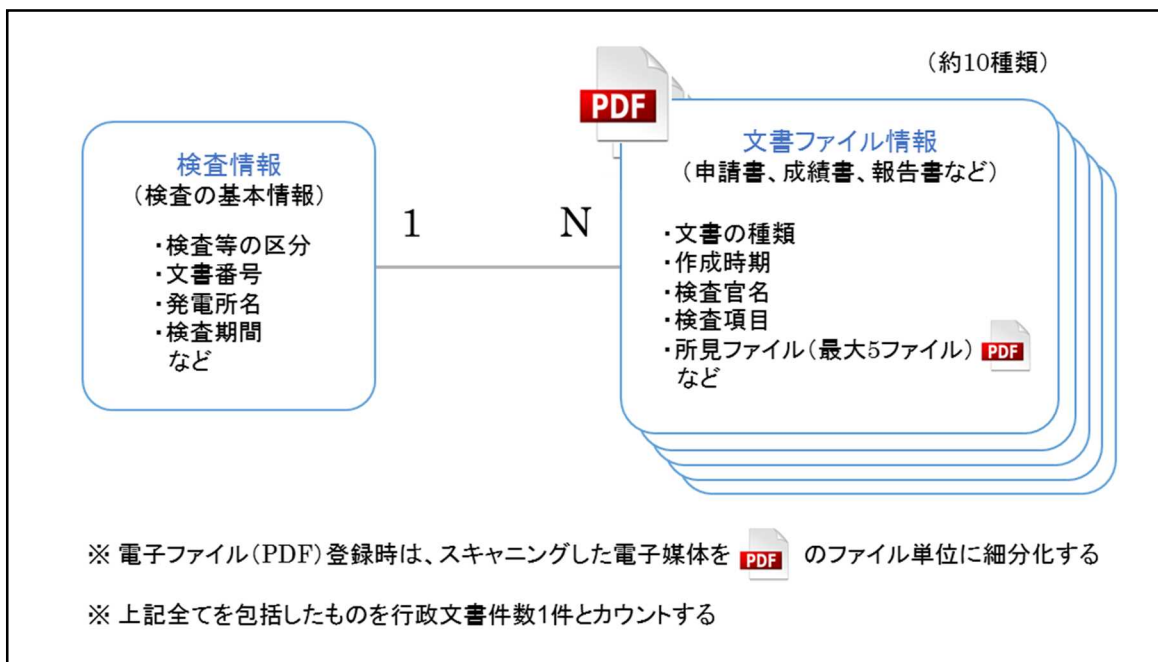 （約10種類）
PDF
検査情報
（検査の基本情報）
・検査等の区分
・文書番号
・発電所名
・検査期間
など
1
N
文書ファイル情報
（申請書、成績書、報告書など）
・文書の種類
・作成時期
・検査官名
・検査項目
・所見ファイル（最大5ファイル） PDF
など
※ 電子ファイル（PDF）登録時は、スキャニングした電子媒体を PDF のファイル単位に細分化する
※ 上記全てを包括したものを行政文書件数1件とカウントする